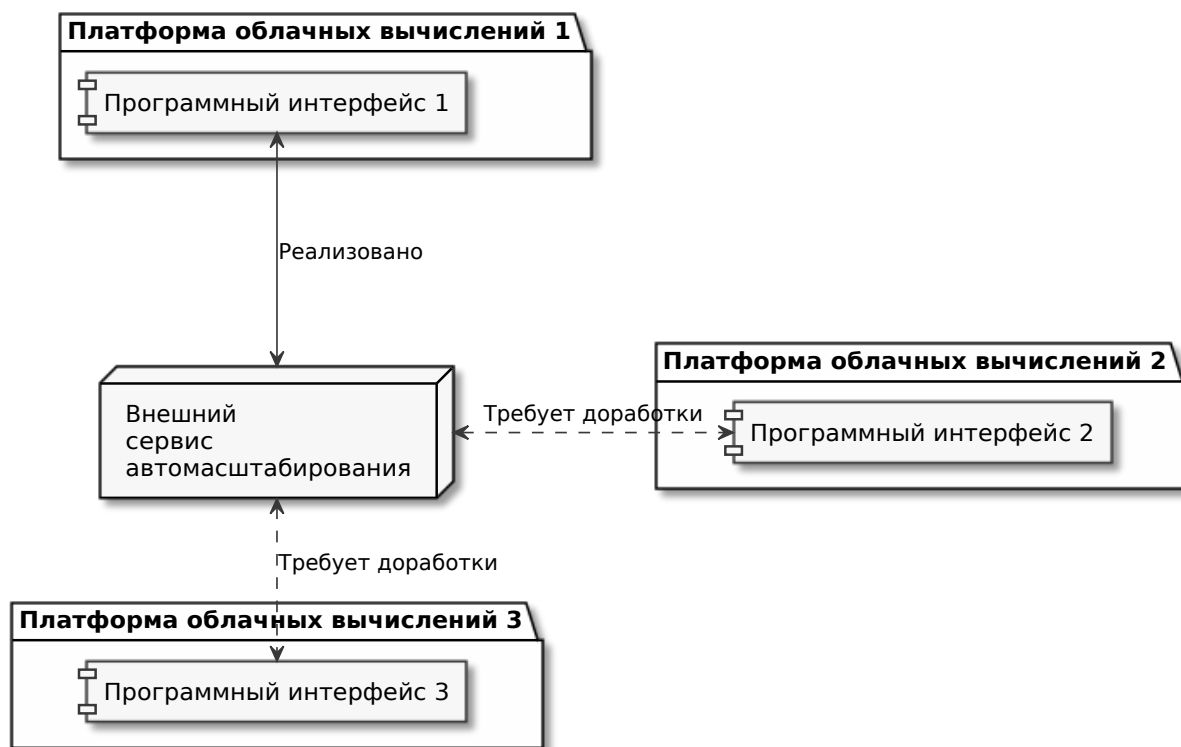 Платформа облачных вычислений 1
Программный интерфейс 1
Реализовано
Платформа облачных вычислений 2
Внешний
сервис
автомасштабирования
Требует доработки
Программный интерфейс 2
Требует доработки
Платформа облачных вычислений 3
Программный интерфейс 3